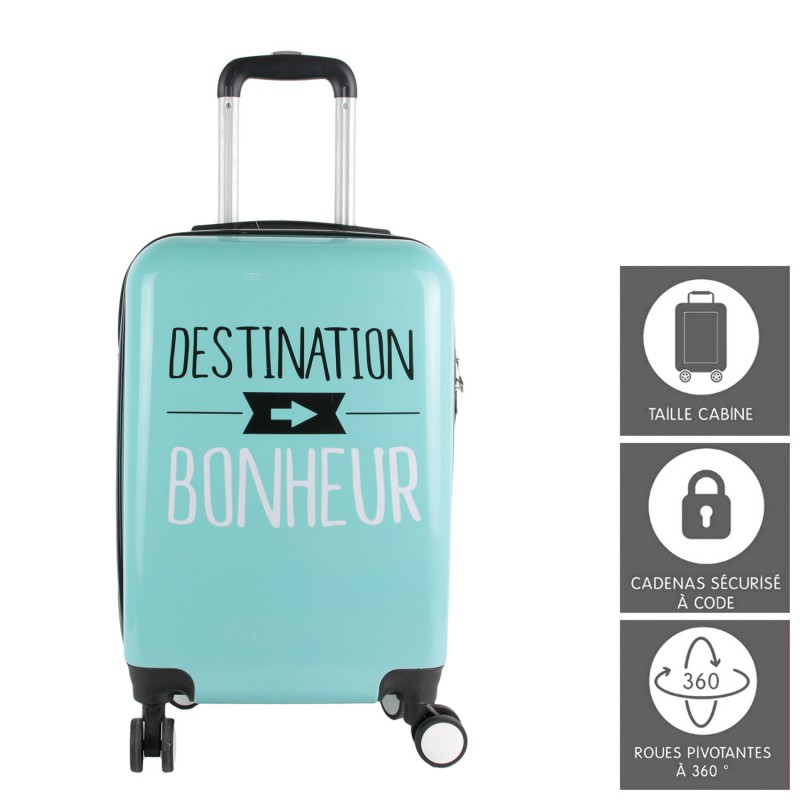 DESTINATION
BONHEUR
TAILLE CABINE
CADENAS SÉCURISÉ
À CODE
360
ROUES PIVOTANTES
À 360 °